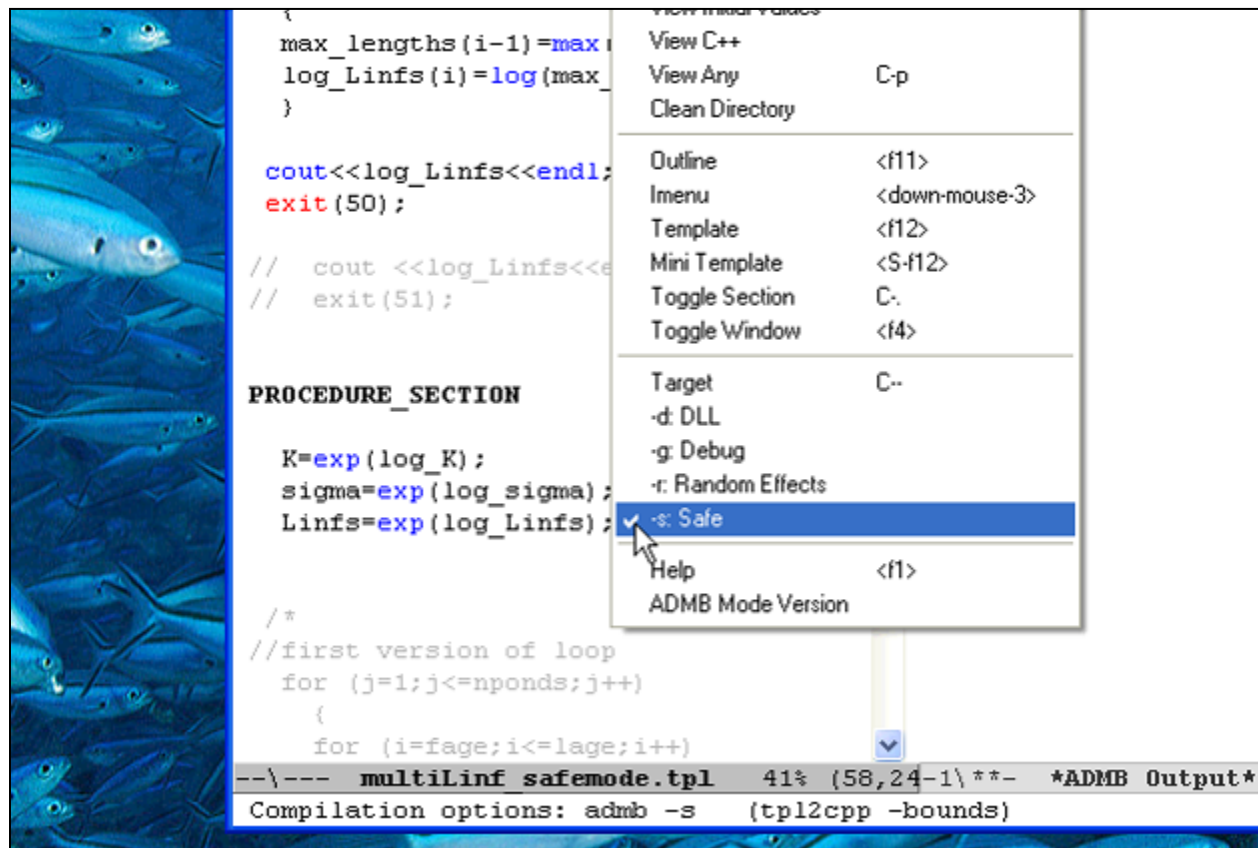 {
max_lengths(i-1)=max
log_Linfs(i)=log(max_
}
cout<<log_Linfs<<endl;
exit(50);
//  cout <<log_Linfs<<e
//  exit(51);
PROCEDURE_SECTION
K=exp(log_K);
sigma=exp(log_sigma);
Linfs=exp(log_Linfs);
/*
//first version of loop
for (j=1;j<=nponds;j++)
{
for (i=fage;i<=lage;i++)
View Initial Values
View C++
View Any C-p
Clean Directory
Outline <f11>
Imenu <down-mouse-3>
Template <f12>
Mini Template <S-f12>
Toggle Section C-.
Toggle Window <f4>
Target C--
-d: DLL
-g: Debug
-r: Random Effects
-s: Safe
Help <f1>
ADMB Mode Version
--\--- multiLinf_safemode.tpl 41% (58,24-1\**- *ADMB Output*
Compilation options: admb -s (tpl2cpp -bounds)